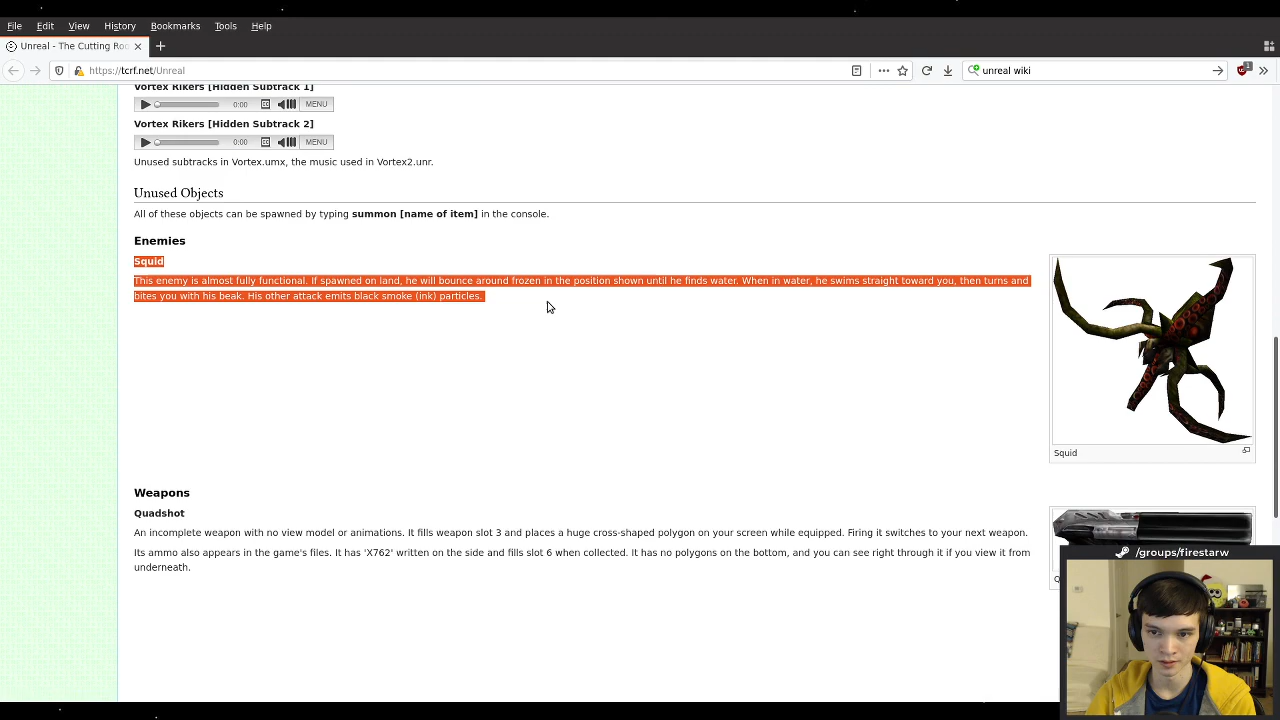 File Edit View History Bookmarks Tools Help
Unreal - The Cutting Roo
https://tcrf.net/Unreal
unreal wiki
1
Vortex Rikers [Hidden Subtrack 1]
0:00 MENU
Vortex Rikers [Hidden Subtrack 2]
0:00 MENU
Unused subtracks in Vortex.umx, the music used in Vortex2.unr.
Unused Objects
All of these objects can be spawned by typing summon [name of item] in the console.
Enemies
Squid
This enemy is almost fully functional. If spawned on land, he will bounce around frozen in the position shown until he finds water. When in water, he swims straight toward you, then turns and
bites you with his beak. His other attack emits black smoke (ink) particles.
Squid
Weapons
Quadshot
An incomplete weapon with no view model or animations. It fills weapon slot 3 and places a huge cross-shaped polygon on your screen while equipped. Firing it switches to your next weapon.
Its ammo also appears in the game's files. It has 'X762' written on the side and fills slot 6 when collected. It has no polygons on the bottom, and you can see right through it if you view it from
underneath.
/groups/firestarw